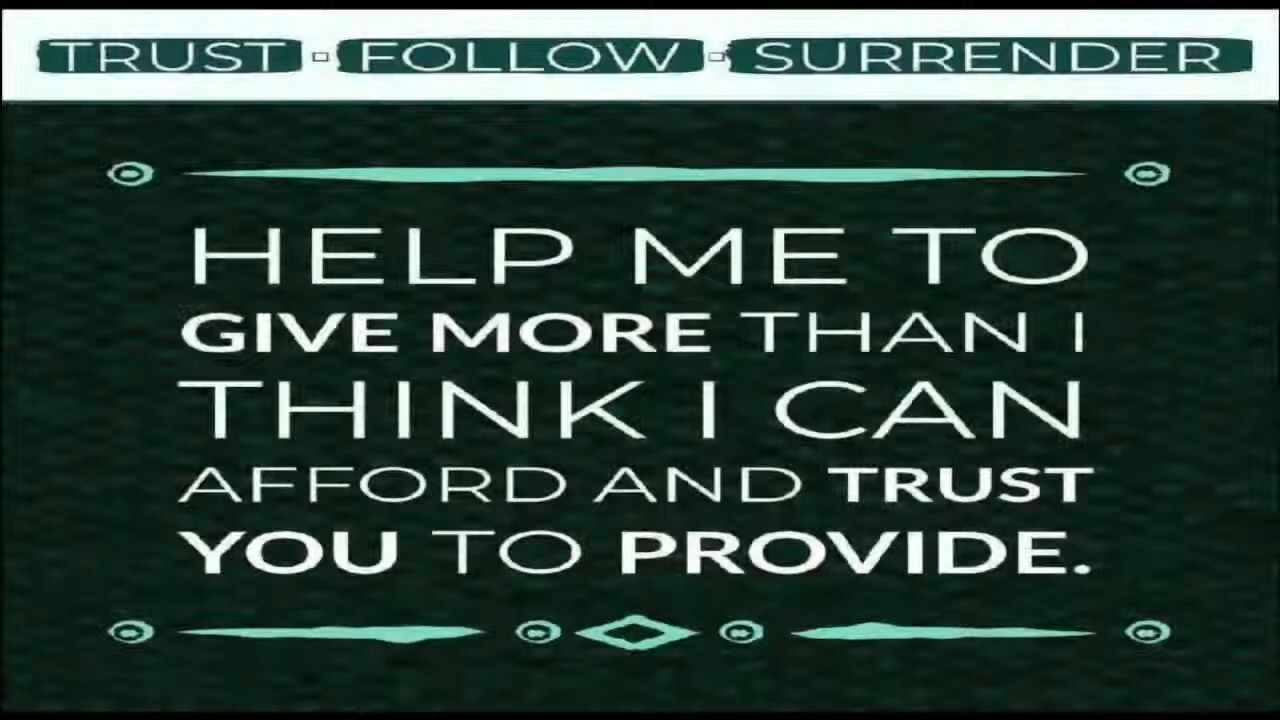 TRUST FOLLOW SURRENDER
HELP ME TO
GIVE MORE THAN I
THINK I CAN
AFFORD AND TRUST
YOU TO PROVIDE.